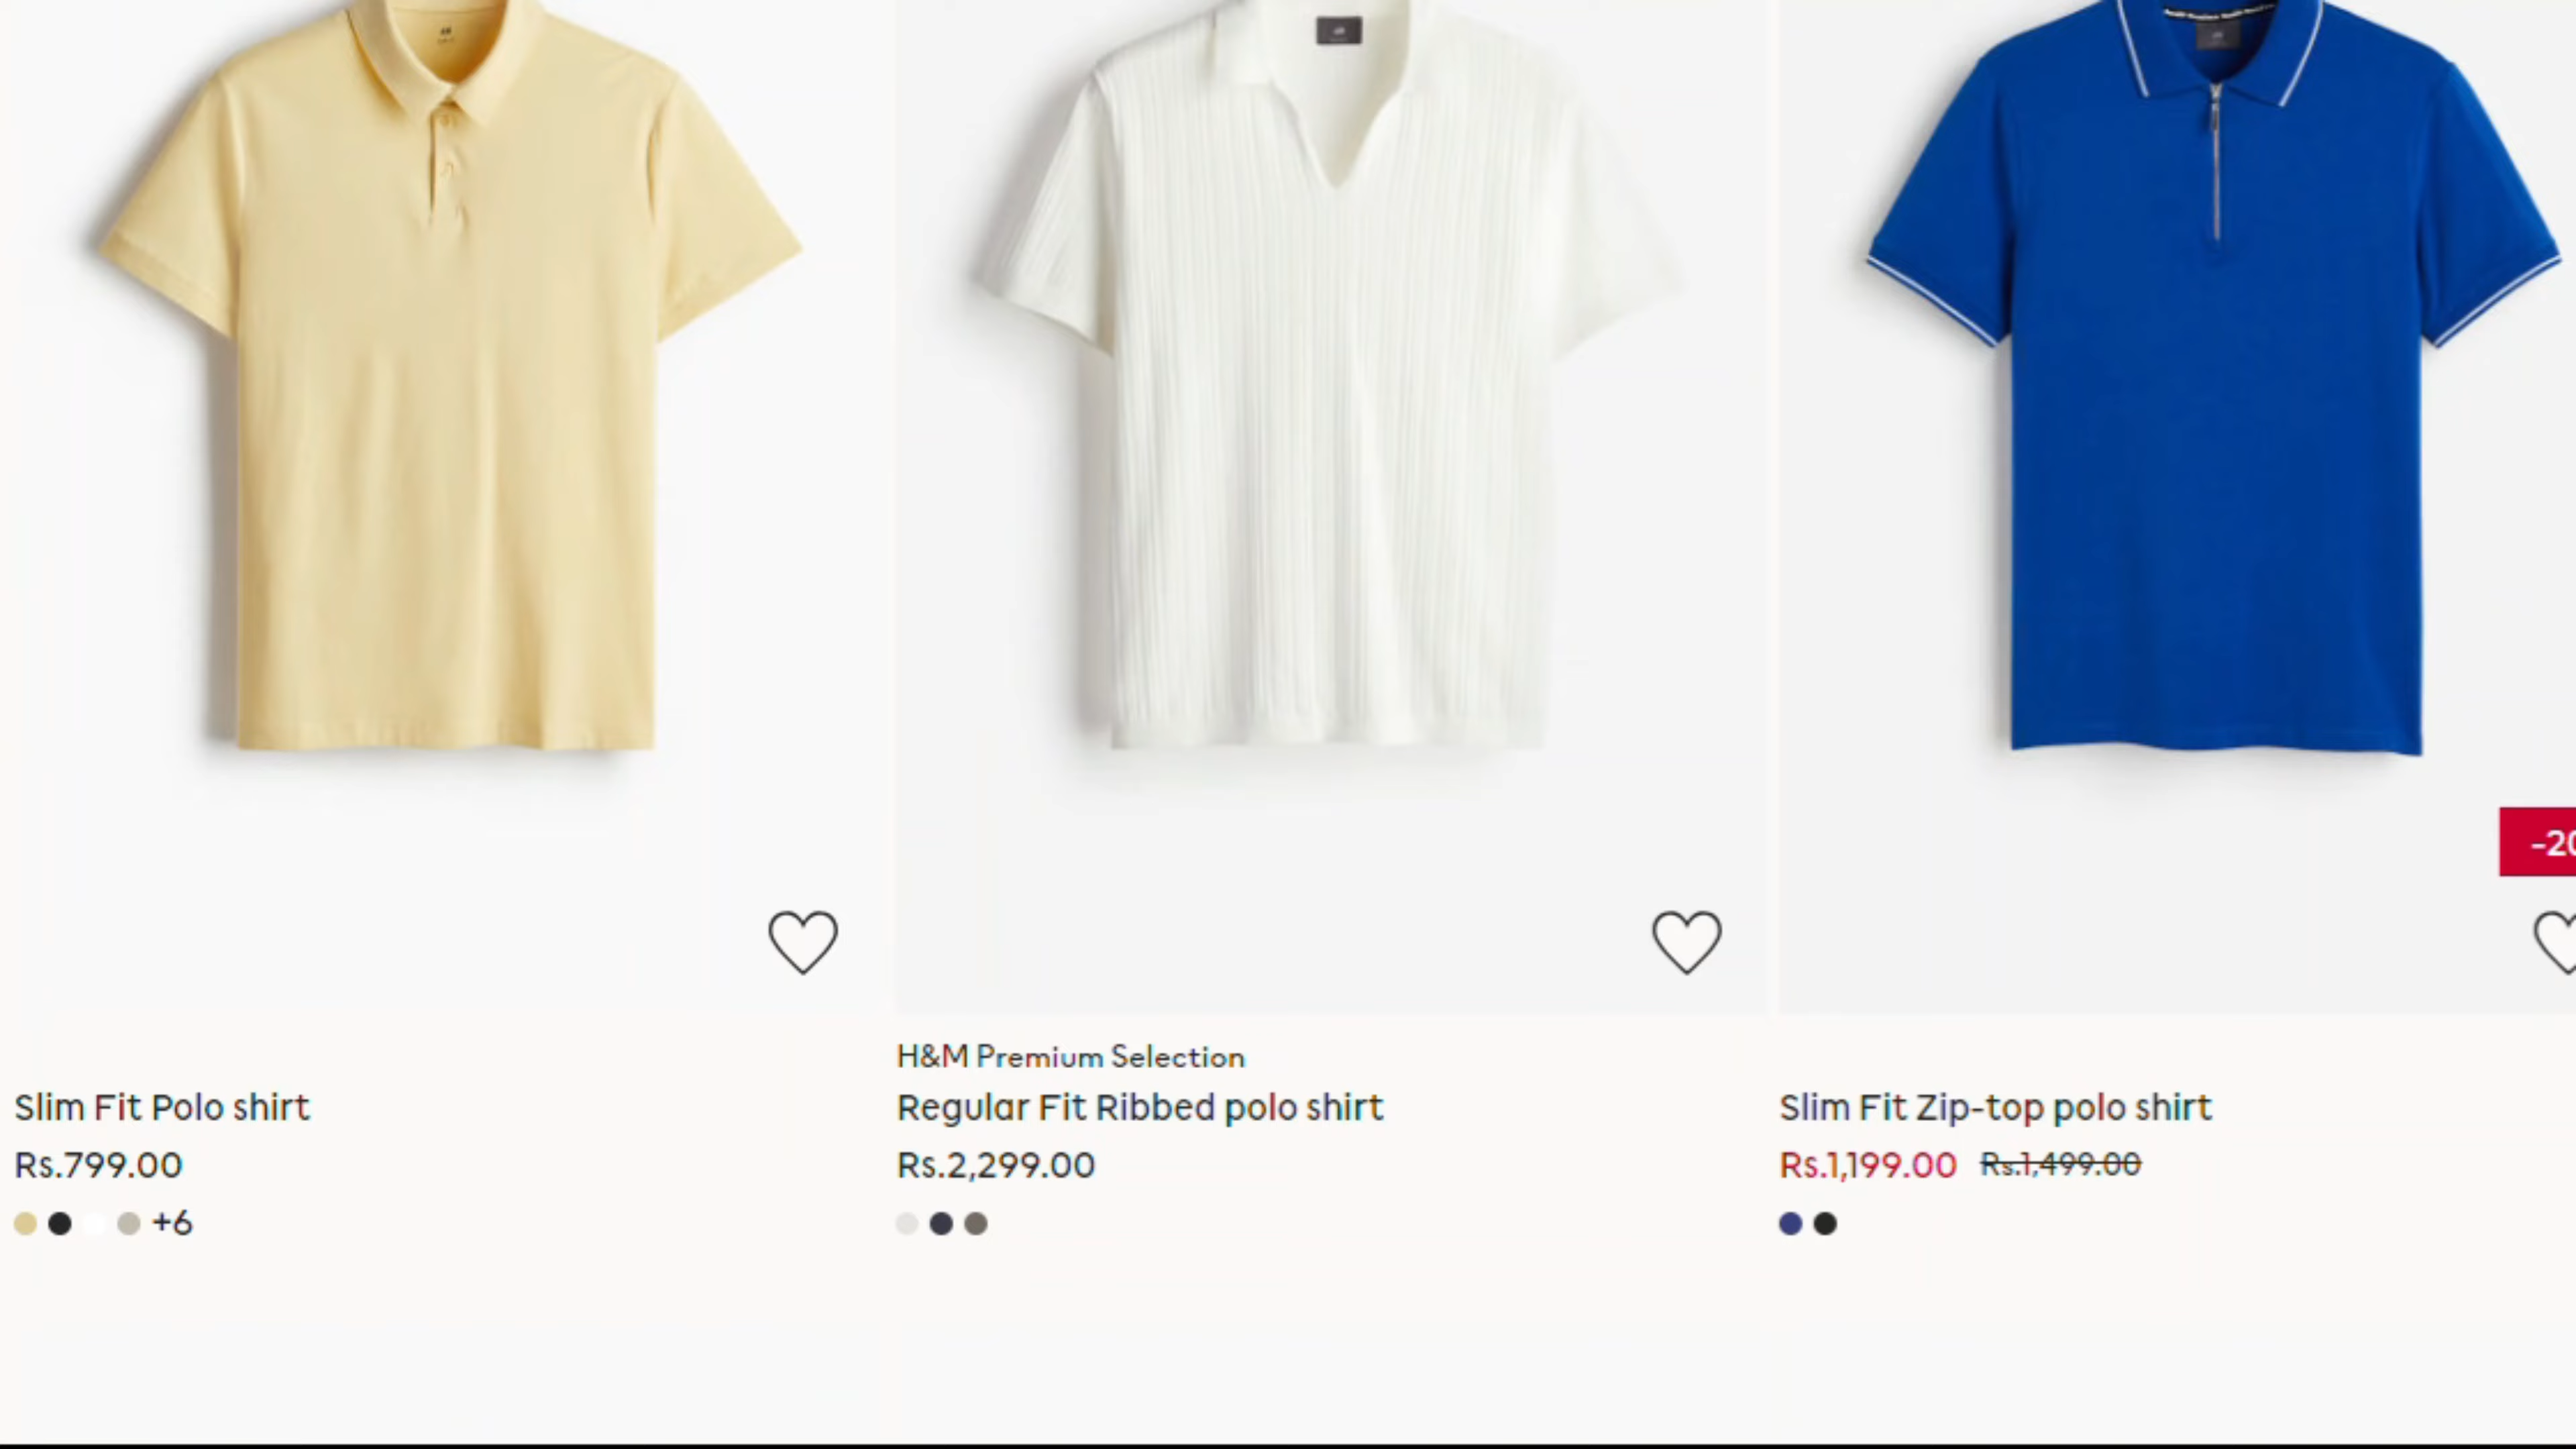 -20
H&M Premium Selection
Slim Fit Polo shirt
Regular Fit Ribbed polo shirt
Slim Fit Zip-top polo shirt
Rs.799.00
Rs.2,299.00
Rs.1,199.00 Rs.1,499.00
+6